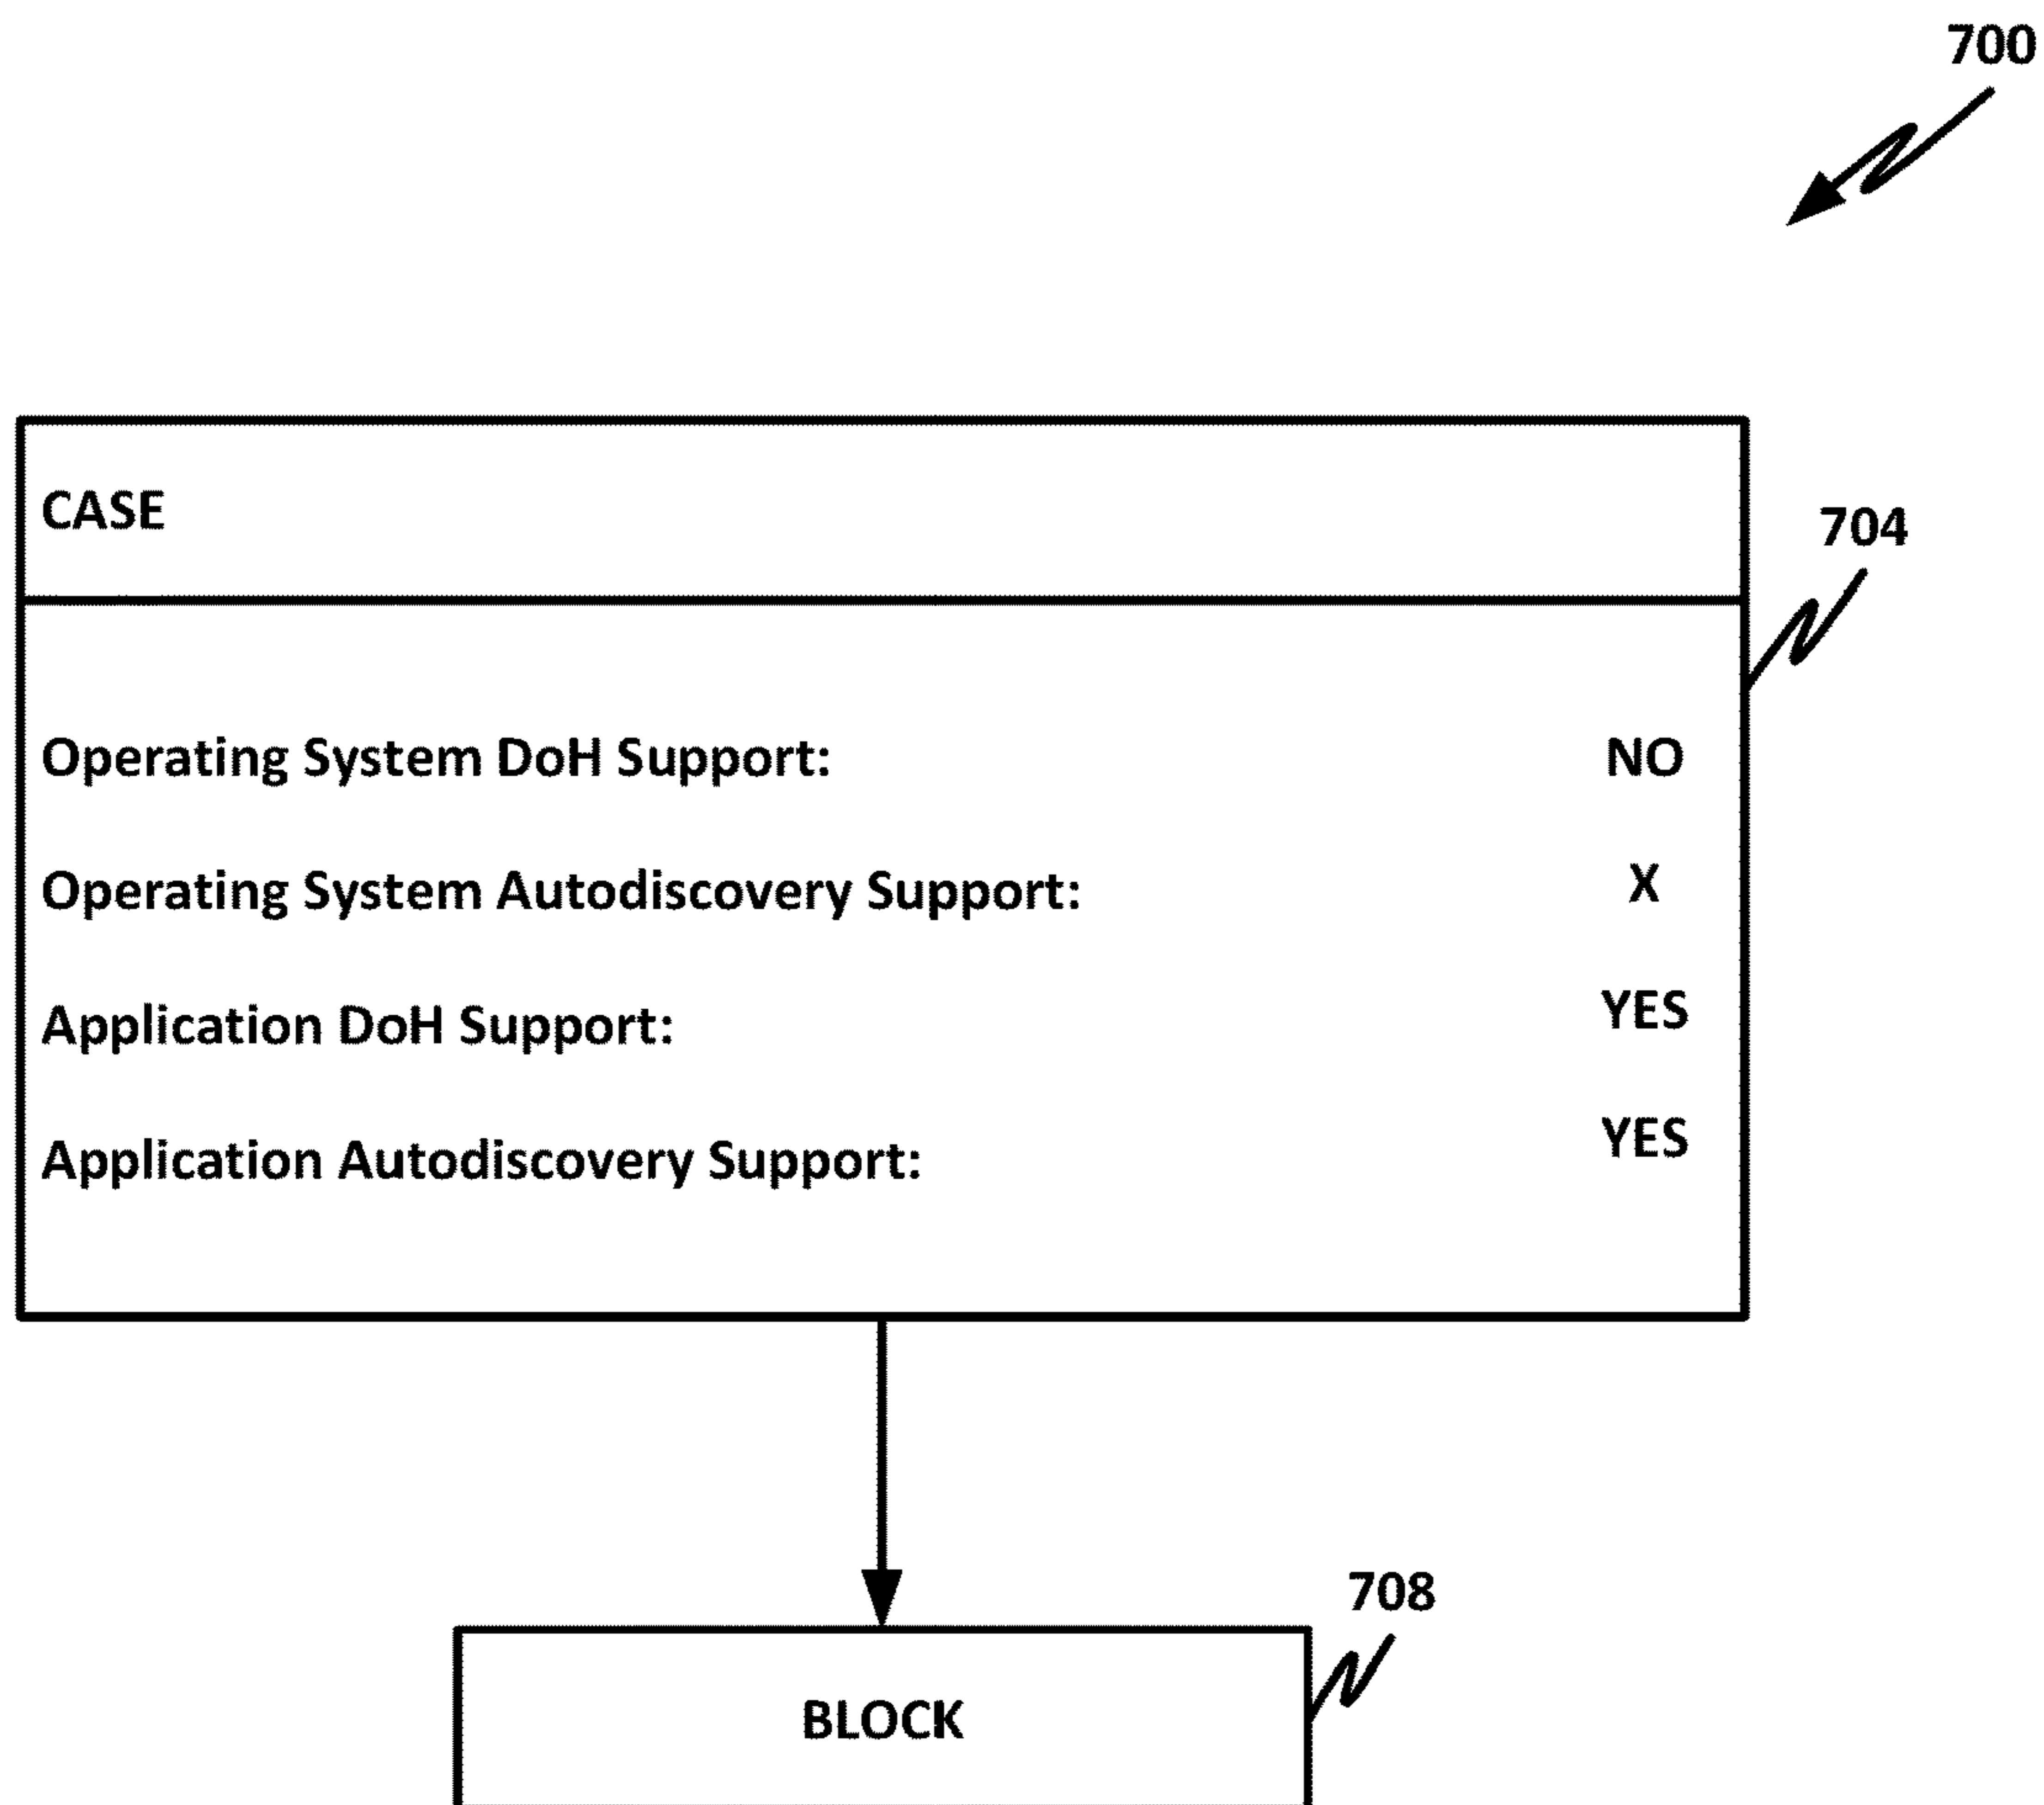 700
CASE
704
Operating System DoH Support: NO
Operating System Autodiscovery Support: X
Application DoH Support: YES
Application Autodiscovery Support: YES
708
BLOCK